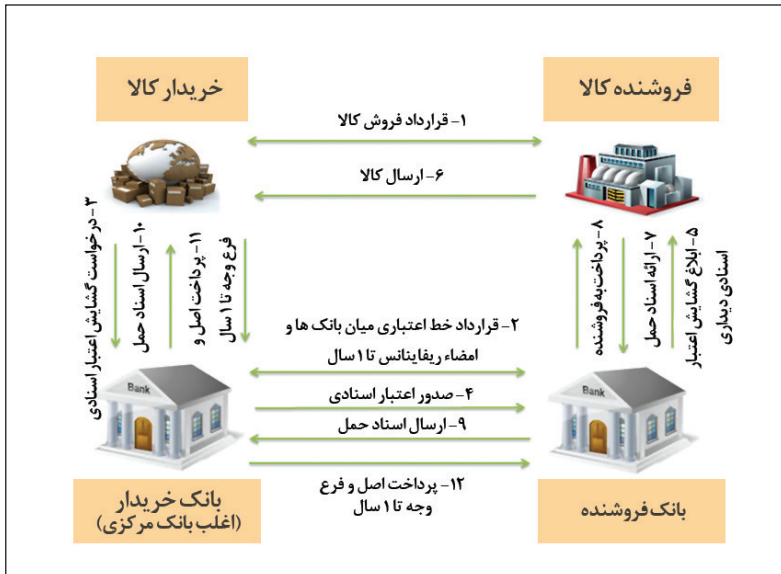 فروشنده کالا
خریدار کالا
۱- قرارداد فروش کالا
۶- ارسال کالا
۵- ابلاغ گشایش اعتبار
اسنادی دیداری
۷- ارائه اسناد حمل
۸- پرداخت به فروشنده
۱۱- پرداخت اصل و
فرع وجه تا ۱ سال
۱۰- ارسال اسناد حمل
۳- درخواست گشایش اعتبار اسنادی
۲- قرارداد خط اعتباری میان بانک ها و
امضاء ریفاینانس تا ۱ سال
۴- صدور اعتبار اسنادی
۹- ارسال اسناد حمل
۱۲- پرداخت اصل و فرع
وجه تا ۱ سال
Bank
Bank
بانک فروشنده
بانک خریدار
(اغلب بانک مرکزی)